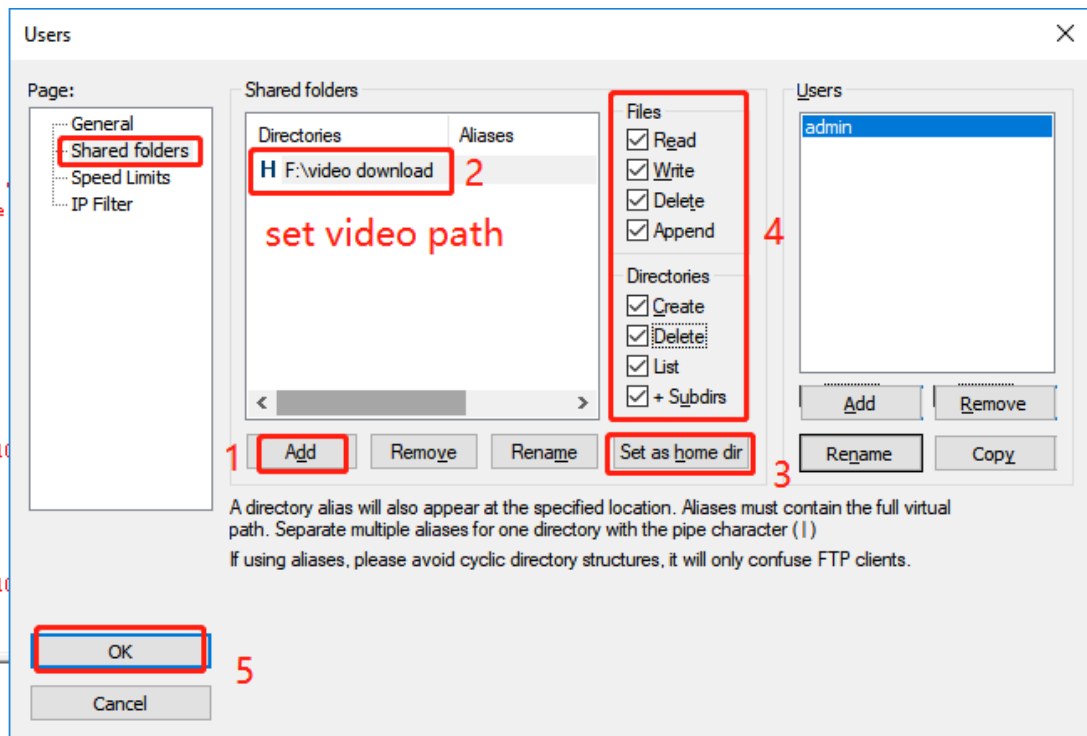 Users
Page:
General
Shared folders
Speed Limits
IP Filter
Shared folders
Directories Aliases
H F:\video download
2
set video path
Files
Read
Write
Delete
Append
4
Directories
Create
Delete
List
+ Subdirs
1
Add
Remove
Rename
Set as home dir
3
Users
admin
Add
Remove
Rename
Copy
A directory alias will also appear at the specified location. Aliases must contain the full virtual
path. Separate multiple aliases for one directory with the pipe character (|)
If using aliases, please avoid cyclic directory structures, it will only confuse FTP clients.
OK
5
Cancel